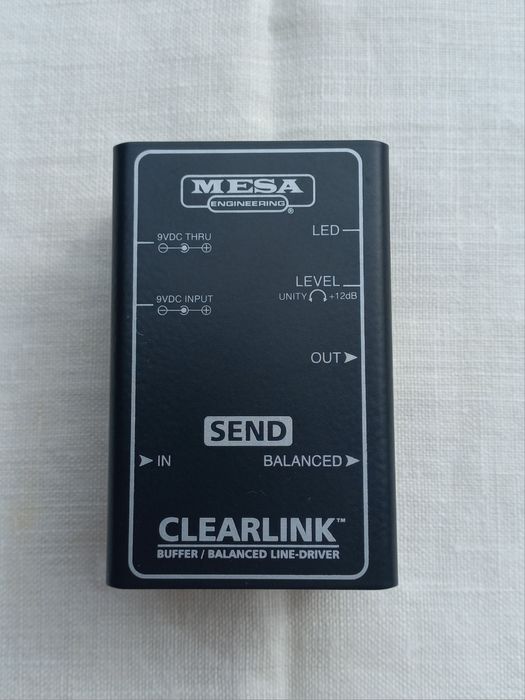 MESA
ENGINEERING ®
9VDC THRU
LED
LEVEL
UNITY +12dB
9VDC INPUT
OUT
SEND
IN
BALANCED
CLEARLINK™
BUFFER / BALANCED LINE-DRIVER